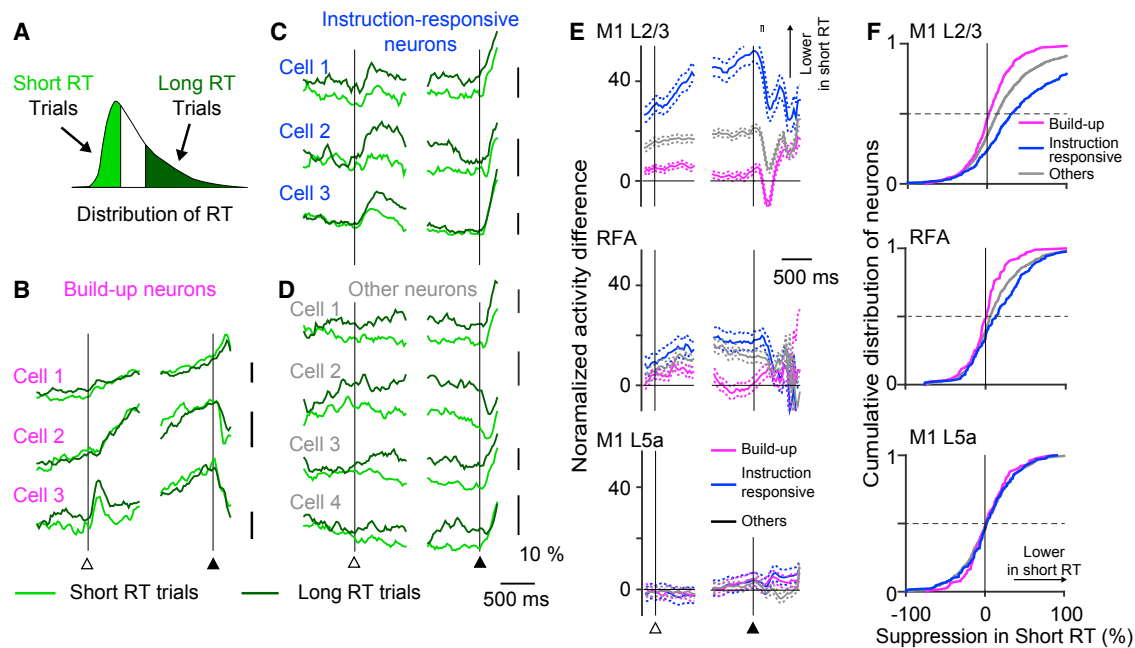 A
Short RT
Trials
Long RT
Trials
Distribution of RT
B
Build-up neurons
Cell 1
Cell 2
Cell 3
C
Instruction-responsive
neurons
Cell 1
Cell 2
Cell 3
D
Other neurons
Cell 1
Cell 2
Cell 3
Cell 4
10 %
500 ms
Short RT trials
Long RT trials
E
M1 L2/3
Lower
in short RT
40
0
Noramalized activity difference
RFA
500 ms
40
0
M1 L5a
Build-up
Instruction
responsive
Others
40
0
F
M1 L2/3
1
Build-up
Instruction
responsive
Others
0
Cumulative distribution of neurons
RFA
1
0
M1 L5a
1
Lower
in short RT
0
-100
0
100
Suppression in Short RT (%)